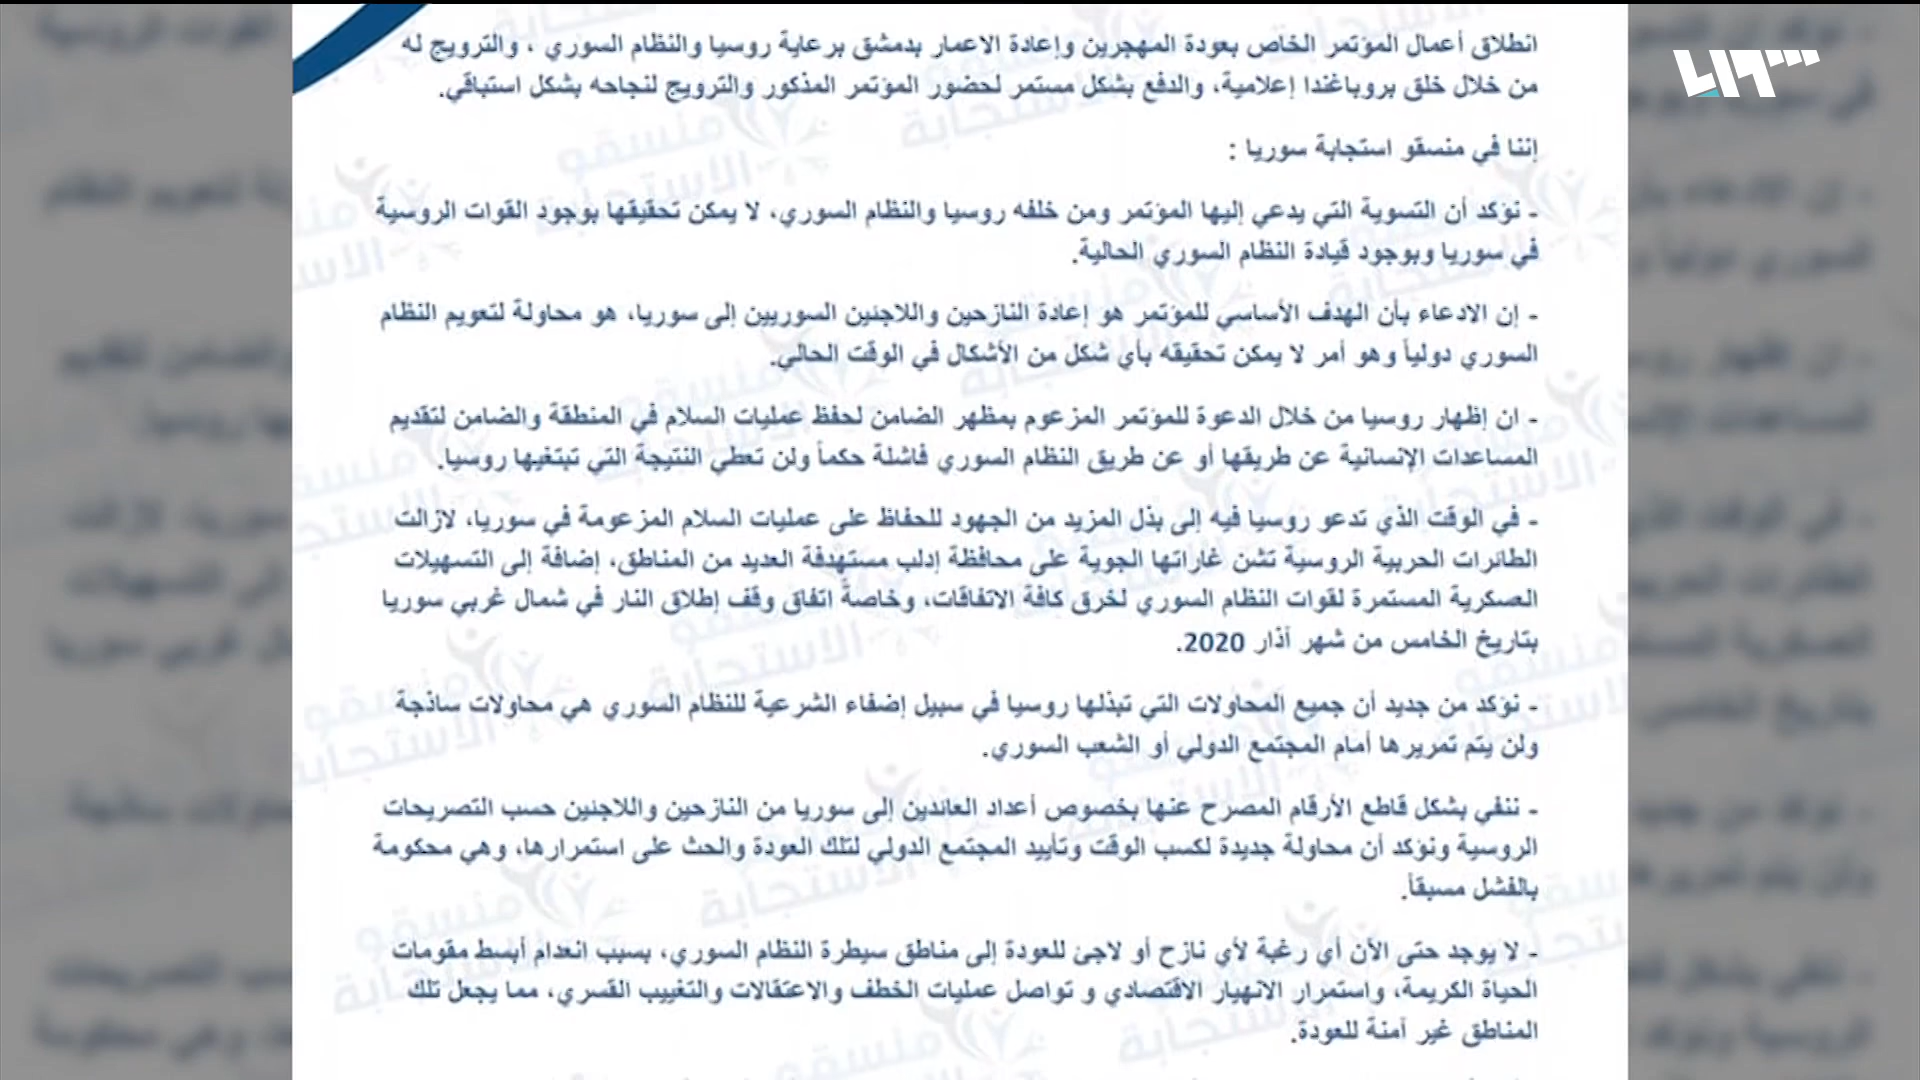 انطلاق أعمال المؤتمر الخاص بعودة المهجرين وإعادة الاعمار بدمشق برعاية روسيا والنظام السوري ، والترويج له
من خلال خلق بروباغندا إعلامية، والدفع بشكل مستمر لحضور المؤتمر المذكور والترويج لنجاحه بشكل استباقي.
إننا في منسقو استجابة سوريا :
- نؤكد أن التسوية التي يدعي إليها المؤتمر ومن خلفه روسيا والنظام السوري، لا يمكن تحقيقها بوجود القوات الروسية
في سوريا وبوجود قيادة النظام السوري الحالية.
- إن الادعاء بأن الهدف الأساسي للمؤتمر هو إعادة النازحين واللاجئين السوريين إلى سوريا، هو محاولة لتعويم النظام
السوري دولياً وهو أمر لا يمكن تحقيقه بأي شكل من الأشكال في الوقت الحالي.
- ان إظهار روسيا من خلال الدعوة للمؤتمر المزعوم بمظهر الضامن لحفظ عمليات السلام في المنطقة والضامن لتقديم
المساعدات الإنسانية عن طريقها أو عن طريق النظام السوري فاشلة حكماً ولن تعطي النتيجة التي تبتغيها روسيا.
- في الوقت الذي تدعو روسيا فيه إلى بذل المزيد من الجهود للحفاظ على عمليات السلام المزعومة في سوريا، لازالت
الطائرات الحربية الروسية تشن غاراتها الجوية على محافظة إدلب مستهدفة العديد من المناطق، إضافة إلى التسهيلات
العسكرية المستمرة لقوات النظام السوري لخرق كافة الاتفاقات، وخاصةً اتفاق وقف إطلاق النار في شمال غربي سوريا
بتاريخ الخامس من شهر أذار 2020.
- نؤكد من جديد أن جميع المحاولات التي تبذلها روسيا في سبيل إضفاء الشرعية للنظام السوري هي محاولات ساذجة
ولن يتم تمريرها أمام المجتمع الدولي أو الشعب السوري.
- ننفي بشكل قاطع الأرقام المصرح عنها بخصوص أعداد العائدين إلى سوريا من النازحين واللاجئين حسب التصريحات
الروسية ونؤكد أن محاولة جديدة لكسب الوقت وتأييد المجتمع الدولي لتلك العودة والحث على استمرارها، وهي محكومة
بالفشل مسبقاً.
- لا يوجد حتى الأن أي رغبة لأي نازح أو لاجئ للعودة إلى مناطق سيطرة النظام السوري، بسبب انعدام أبسط مقومات
الحياة الكريمة، واستمرار الانهيار الاقتصادي و تواصل عمليات الخطف والاعتقالات والتغييب القسري، مما يجعل تلك
المناطق غير آمنة للعودة.